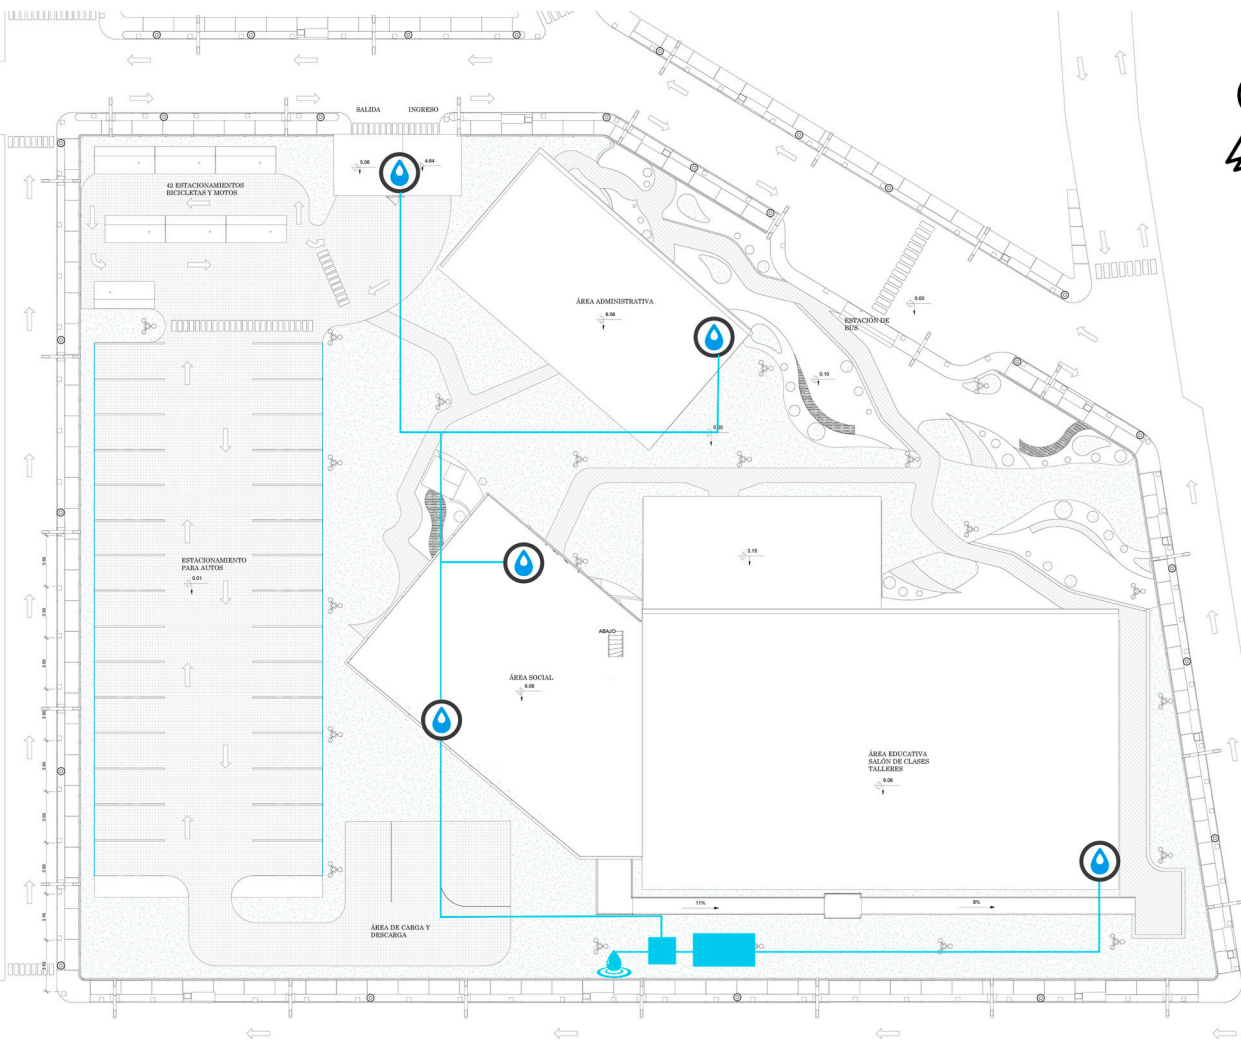 SALIDA INGRESO
5.06
4.64
42 ESTACIONAMIENTOS
BICICLETAS Y MOTOS
ÁREA ADMINISTRATIVA
6.06
0.00
ESTACIÓN DE
BUS
0.10
0.00
ESTACIONAMIENTO
PARA AUTOS
0.01
3.15
ABAJO
ÁREA SOCIAL
6.06
ÁREA EDUCATIVA
SALÓN DE CLASES
TALLERES
9.06
11%
8%
ÁREA DE CARGA Y
DESCARGA